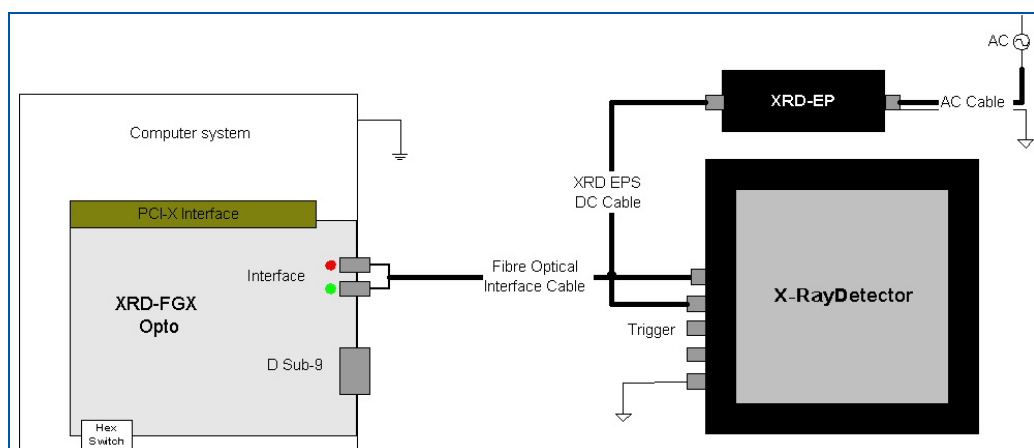 AC
XRD-EP
AC Cable
Computer system
XRD EPS
DC Cable
PCI-X Interface
Interface
Fibre Optical
Interface Cable
XRD-FGX
Opto
X-RayDetector
Trigger
D Sub-9
Hex
Switch